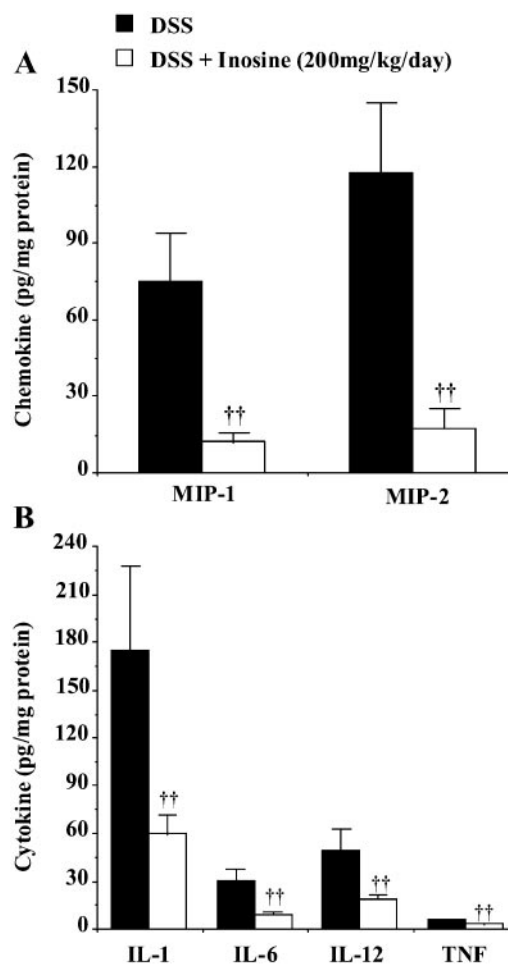 DSS
DSS + Inosine (200mg/kg/day)
A
Chemokine (pg/mg protein)
150
120
90
60
30
0
††
††
MIP-1 MIP-2
B
Cytokine (pg/mg protein)
240
210
180
150
120
90
60
30
0
††
††
††
††
IL-1 IL-6 IL-12 TNF